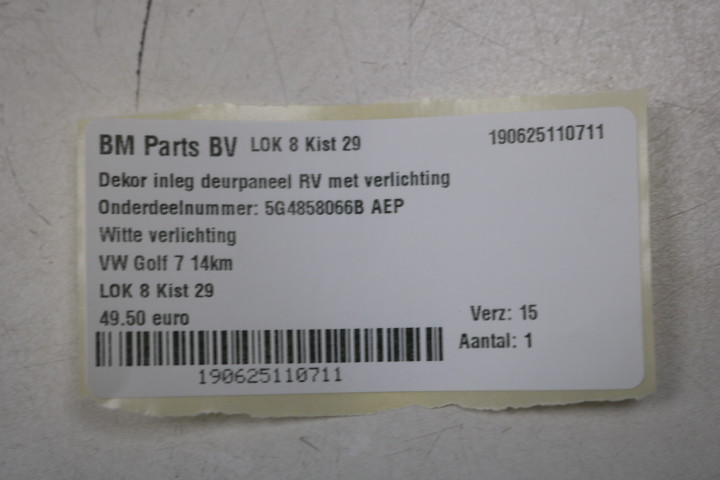 BM Parts BV LOK 8 Kist 29 190625110711
Dekor inleg deurpaneel RV met verlichting
Onderdeelnummer: 5G4858066B AEP
Witte verlichting
VW Golf 7 14km
LOK 8 Kist 29
49.50 euro Verz: 15
Aantal: 1
190625110711